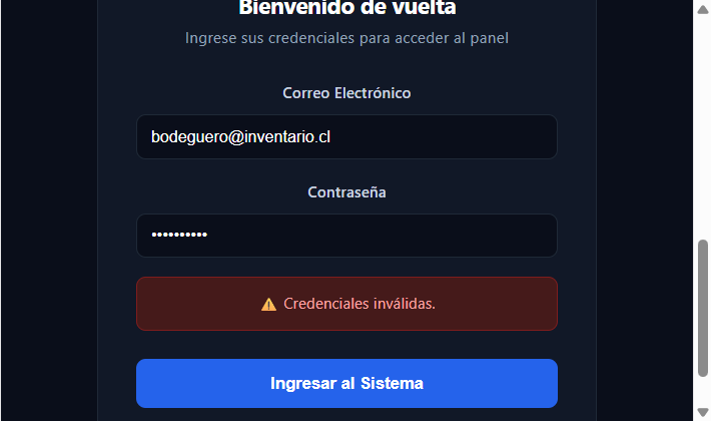 Bienvenido de vuelta
Ingrese sus credenciales para acceder al panel
Correo Electrónico
bodeguero@inventario.cl
Contraseña
••••••••••
⚠ Credenciales inválidas.
Ingresar al Sistema